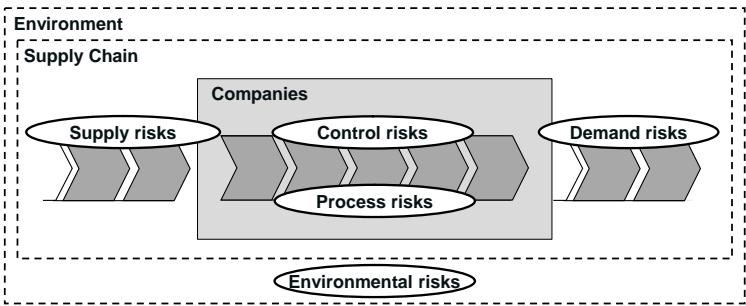 Environment
Supply Chain
Companies
Supply risks
Control risks
Demand risks
Process risks
Environmental risks